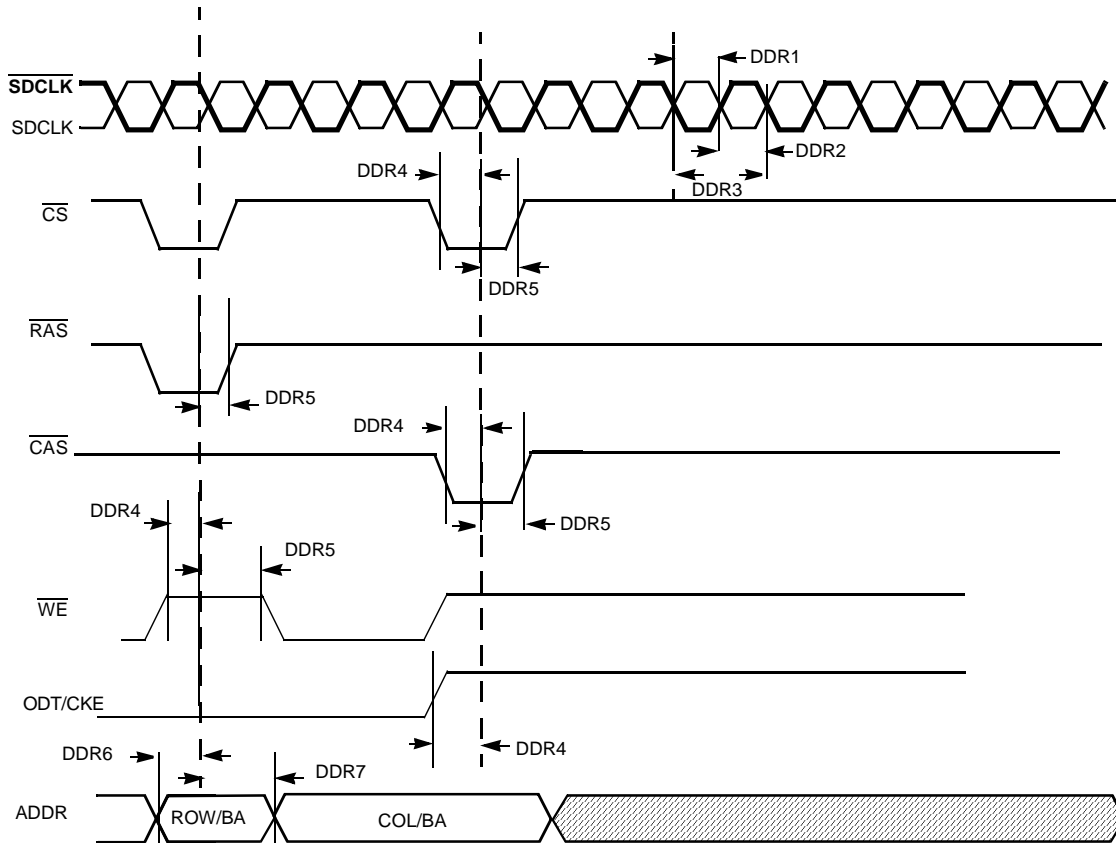 DDR1
SDCLK
SDCLK
DDR2
DDR4
DDR3
CS
DDR5
RAS
DDR5
DDR4
CAS
DDR4
DDR5
DDR5
WE
ODT/CKE
DDR4
DDR6
DDR7
ADDR
ROW/BA
COL/BA